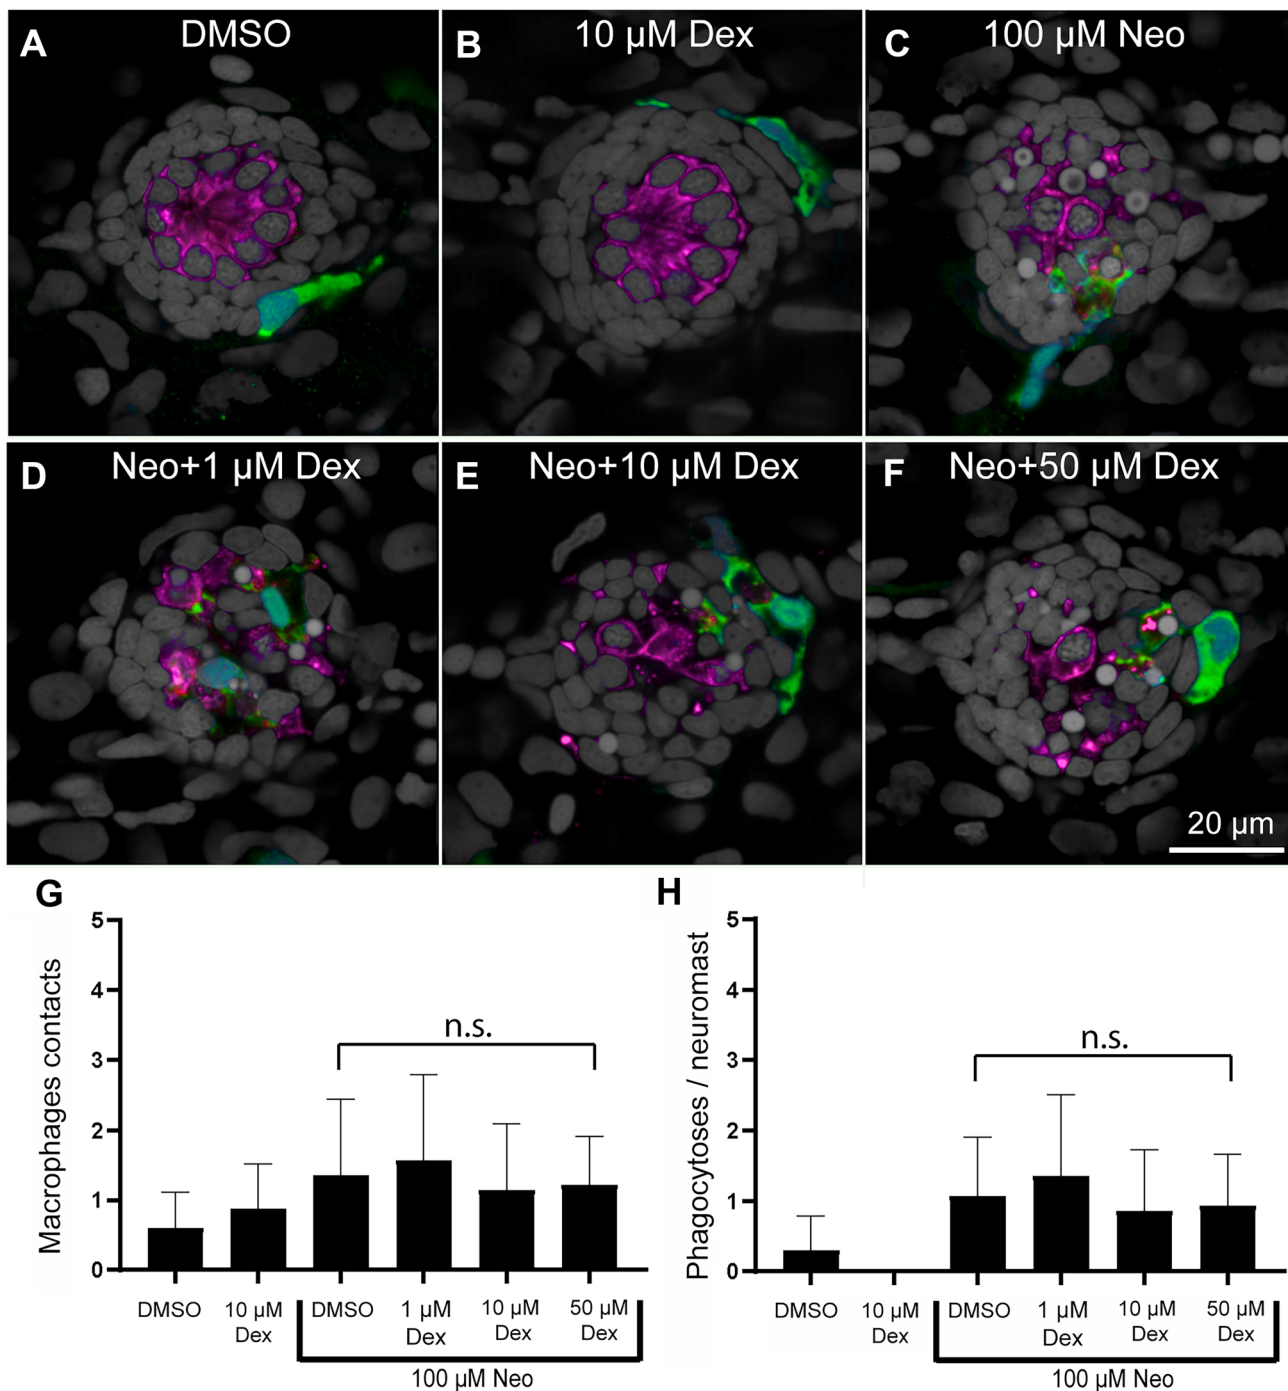 A DMSO
B 10 µM Dex
C 100 µM Neo
D Neo+1 µM Dex
E Neo+10 µM Dex
F Neo+50 µM Dex
20 µm
G
Macrophages contacts
5
4
3
2
1
0
n.s.
DMSO
10 µM
Dex
DMSO
1 µM
Dex
10 µM
Dex
50 µM
Dex
100 µM Neo
H
Phagocytoses / neuromast
5
4
3
2
1
0
n.s.
DMSO
10 µM
Dex
DMSO
1 µM
Dex
10 µM
Dex
50 µM
Dex
100 µM Neo